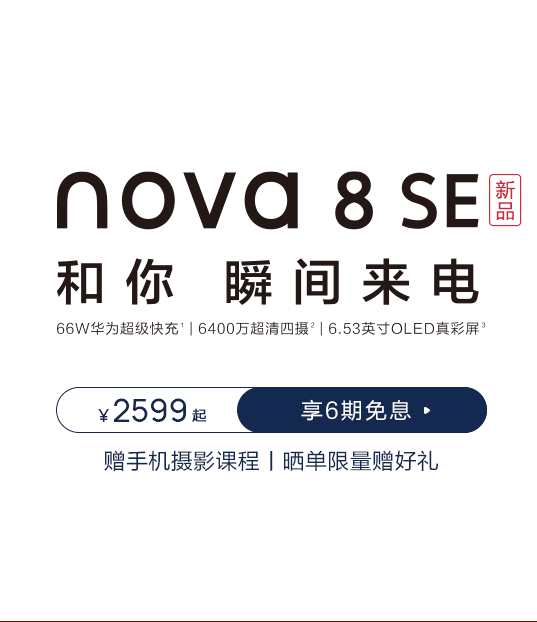 nova 8 SE 新品
和你 瞬间来电
66W华为超级快充¹ | 6400万超清四摄² | 6.53英寸OLED真彩屏³
¥2599起 享6期免息
赠手机摄影课程 | 晒单限量赠好礼